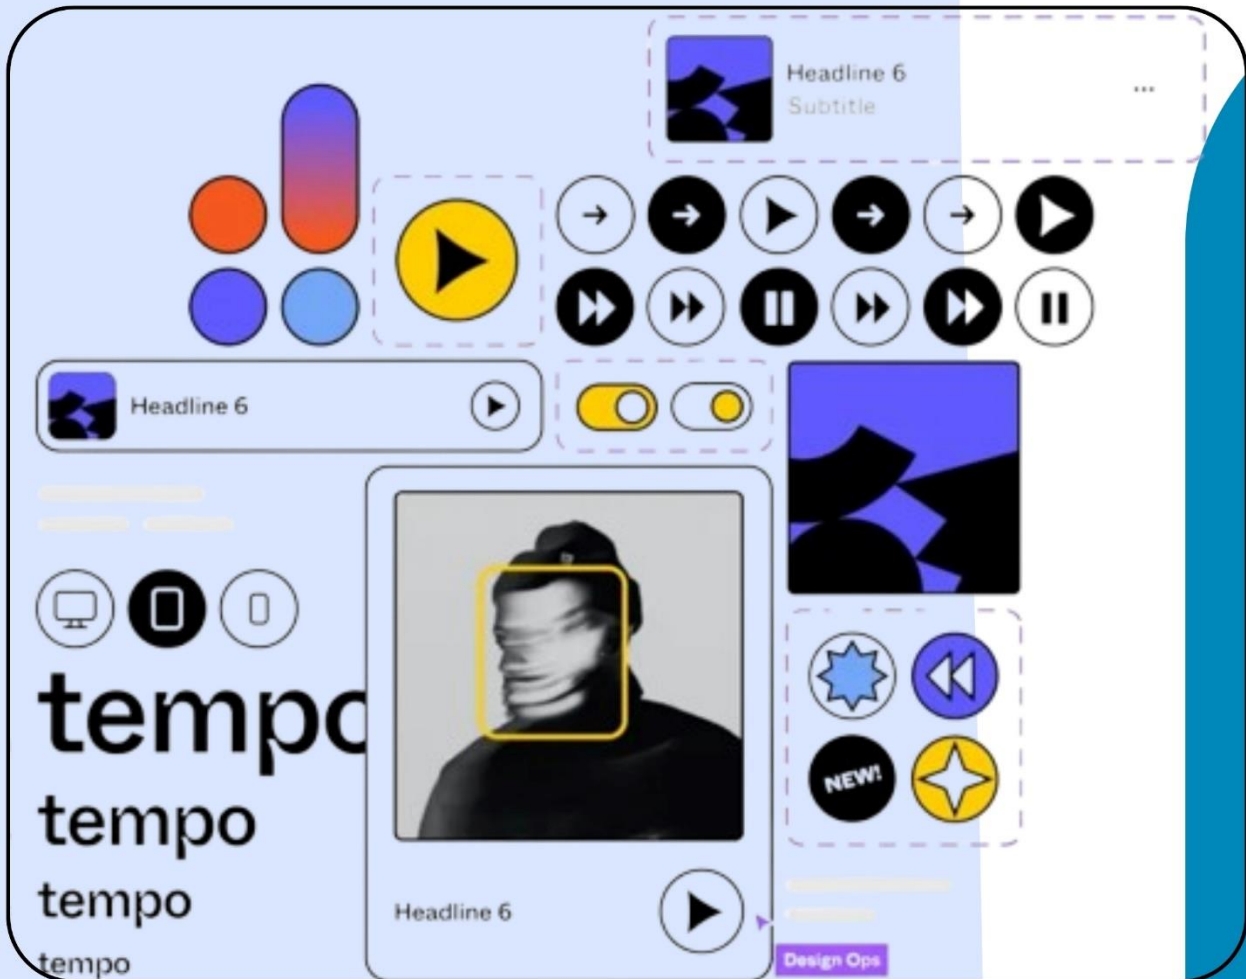 Headline 6
Subtitle
Headline 6
tempo
tempo
tempo
tempo
NEW!
Headline 6
Design Ops